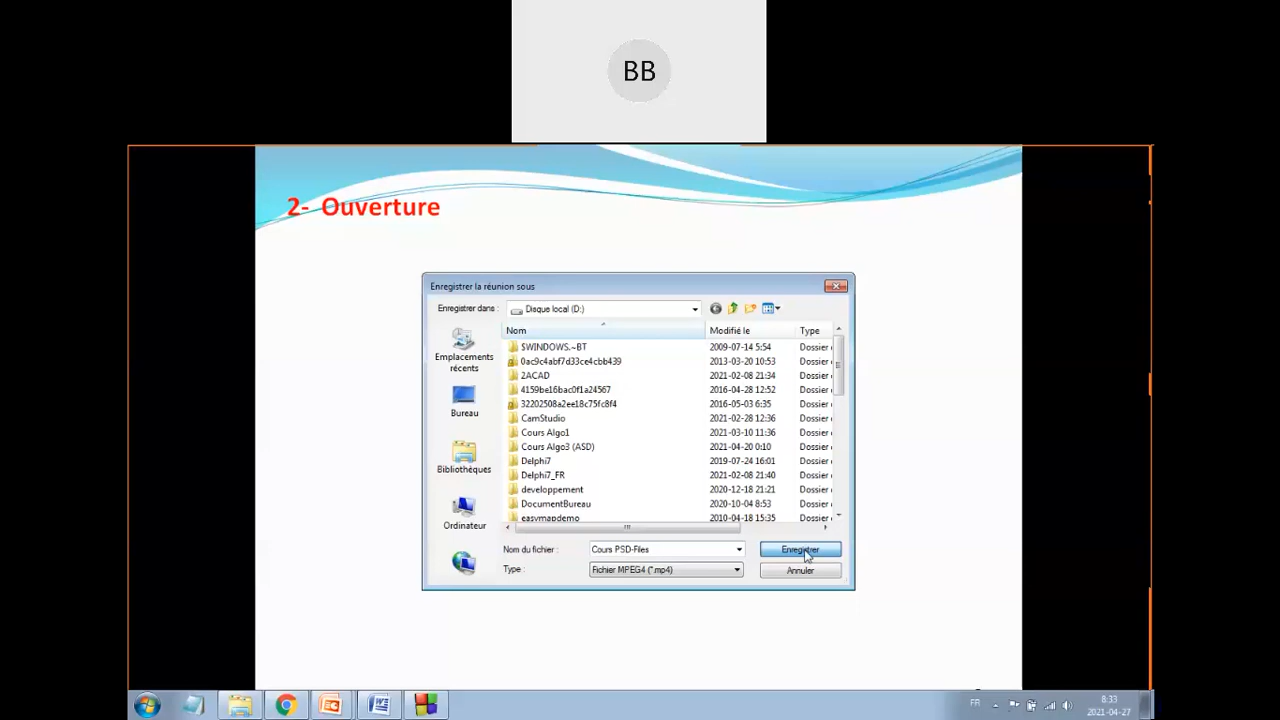 BB
2- Ouverture
Enregistrer la réunion sous
Enregistrer dans : Disque local (D:)
Nom Modifié le Type
$WINDOWS.~BT 2009-07-14 5:54 Dossier
0ac9c4abf7d33ce4cbb439 2013-03-20 10:53 Dossier
2ACAD 2021-02-08 21:34 Dossier
4159be16bac0f1a24567 2016-04-28 12:52 Dossier
32202508a2ee18c75fc8f4 2016-05-03 6:35 Dossier
CamStudio 2021-02-28 12:36 Dossier
Cours Algo1 2021-03-10 11:36 Dossier
Cours Algo3 (ASD) 2021-04-20 0:10 Dossier
Delphi7 2019-07-24 16:01 Dossier
Delphi7_FR 2021-02-08 21:40 Dossier
developpement 2020-12-18 21:21 Dossier
DocumentBureau 2020-10-04 8:53 Dossier
easymapdemo 2010-04-18 15:35 Dossier
Emplacements
récents
Bureau
Bibliothèques
Ordinateur
Nom du fichier : Cours PSD-Files Enregistrer
Type : Fichier MPEG4 (*.mp4) Annuler
FR 8:33
2021-04-27